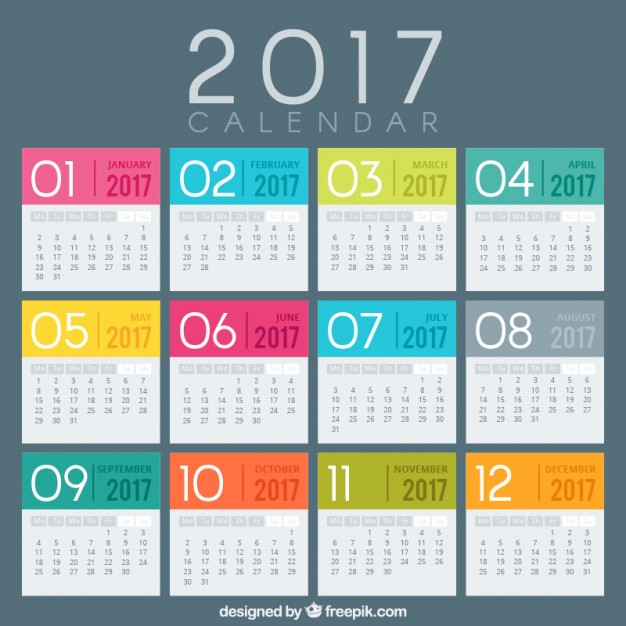 2017
CALENDAR
01
JANUARY
2017
Mo Tu We Th Fr Sa Su
1
2 3 4 5 6 7 8
9 10 11 12 13 14 15
16 17 18 19 20 21 22
23 24 25 26 27 28 29
30 31
02
FEBRUARY
2017
Mo Tu We Th Fr Sa Su
1 2 3 4 5
6 7 8 9 10 11 12
13 14 15 16 17 18 19
20 21 22 23 24 25 26
27 28
03
MARCH
2017
Mo Tu We Th Fr Sa Su
1 2 3 4 5
6 7 8 9 10 11 12
13 14 15 16 17 18 19
20 21 22 23 24 25 26
27 28 29 30 31
04
APRIL
2017
Mo Tu We Th Fr Sa Su
1 2
3 4 5 6 7 8 9
10 11 12 13 14 15 16
17 18 19 20 21 22 23
24 25 26 27 28 29 30
05
MAY
2017
Mo Tu We Th Fr Sa Su
1 2 3 4 5 6 7
8 9 10 11 12 13 14
15 16 17 18 19 20 21
22 23 24 25 26 27 28
29 30 31
06
JUNE
2017
Mo Tu We Th Fr Sa Su
1 2 3 4
5 6 7 8 9 10 11
12 13 14 15 16 17 18
19 20 21 22 23 24 25
26 27 28 29 30
07
JULY
2017
Mo Tu We Th Fr Sa Su
1 2
3 4 5 6 7 8 9
10 11 12 13 14 15 16
17 18 19 20 21 22 23
24 25 26 27 28 29 30
31
08
AUGUST
2017
Mo Tu We Th Fr Sa Su
1 2 3 4 5 6
7 8 9 10 11 12 13
14 15 16 17 18 19 20
21 22 23 24 25 26 27
28 29 30 31
09
SEPTEMBER
2017
Mo Tu We Th Fr Sa Su
1 2 3
4 5 6 7 8 9 10
11 12 13 14 15 16 17
18 19 20 21 22 23 24
25 26 27 28 29 30
10
OCTOBER
2017
Mo Tu We Th Fr Sa Su
1
2 3 4 5 6 7 8
9 10 11 12 13 14 15
16 17 18 19 20 21 22
23 24 25 26 27 28 29
30 31
11
NOVEMBER
2017
Mo Tu We Th Fr Sa Su
1 2 3 4 5
6 7 8 9 10 11 12
13 14 15 16 17 18 19
20 21 22 23 24 25 26
27 28 29 30
12
DECEMBER
2017
Mo Tu We Th Fr Sa Su
1 2 3
4 5 6 7 8 9 10
11 12 13 14 15 16 17
18 19 20 21 22 23 24
25 26 27 28 29 30 31
designed by freepik.com